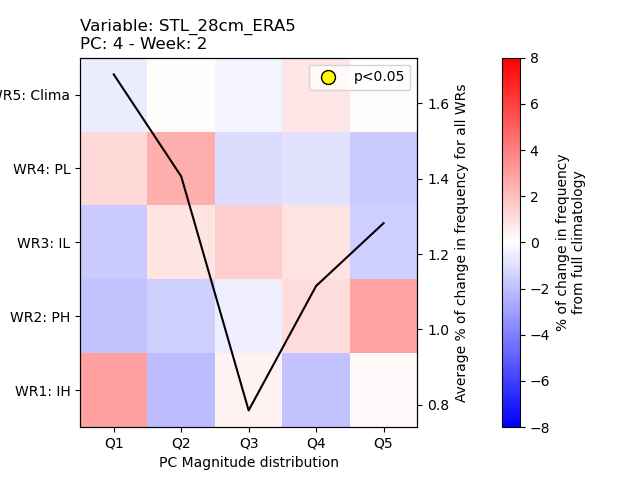 Variable: STL_28cm_ERA5
PC: 4 - Week: 2
p<0.05
WR5: Clima
WR4: PL
WR3: IL
WR2: PH
WR1: IH
Q1 Q2 Q3 Q4 Q5
PC Magnitude distribution
1.6
1.4
1.2
1.0
0.8
Average % of change in frequency for all WRs
8
6
4
2
0
−2
−4
−6
−8
% of change in frequency
from full climatology